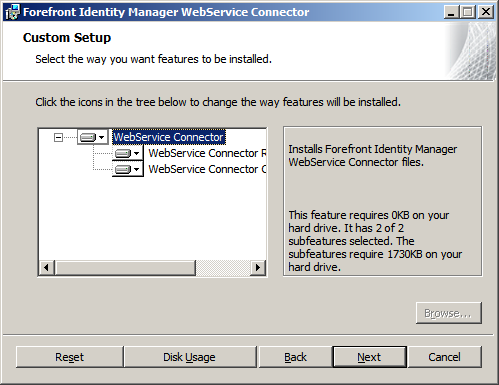 Forefront Identity Manager WebService Connector
Custom Setup
Select the way you want features to be installed.
Click the icons in the tree below to change the way features will be installed.
WebService Connector
WebService Connector R
WebService Connector C
Installs Forefront Identity Manager
WebService Connector files.
This feature requires 0KB on your
hard drive. It has 2 of 2
subfeatures selected. The
subfeatures require 1730KB on your
hard drive.
Browse...
Reset
Disk Usage
Back
Next
Cancel